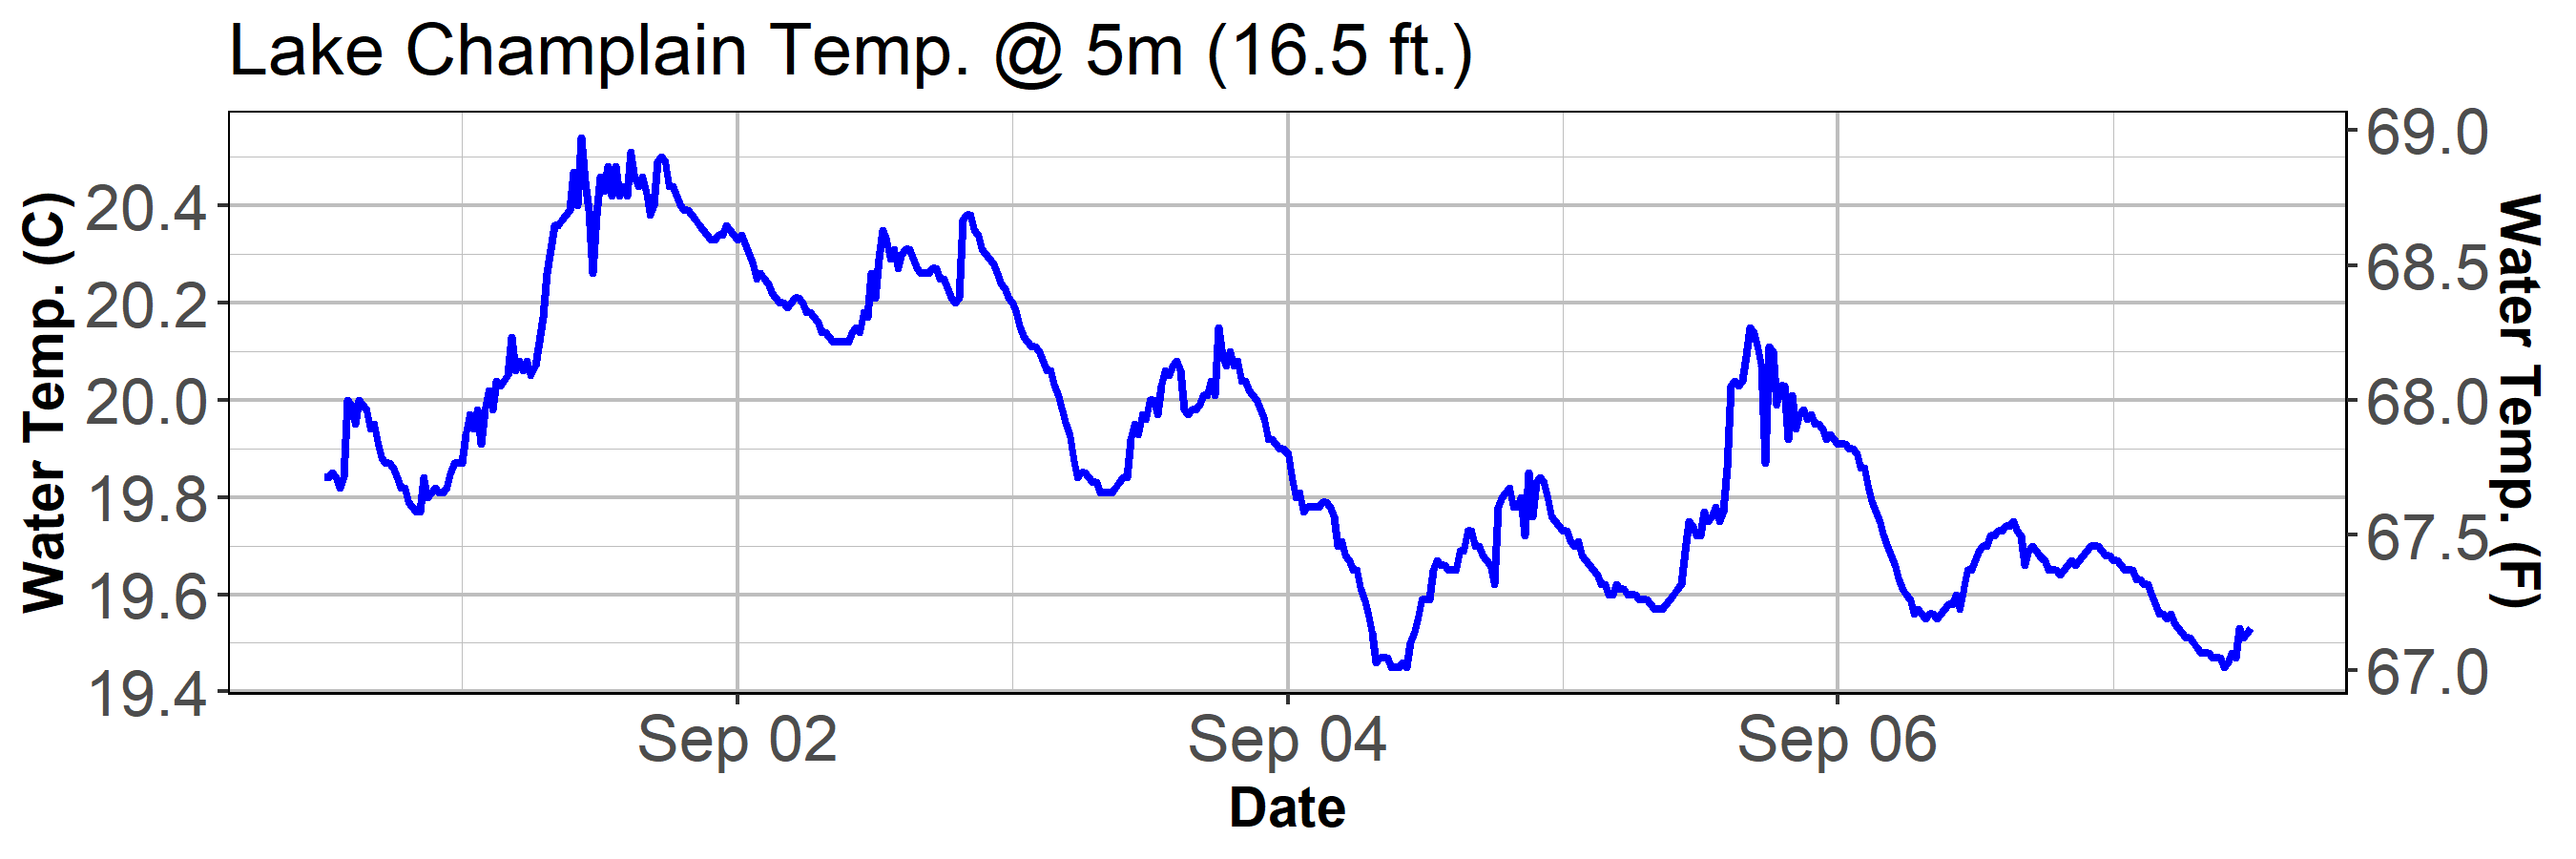 Lake Champlain Temp. @ 5m (16.5 ft.)
Water Temp. (C)
20.4
20.2
20.0
19.8
19.6
19.4
69.0
68.5
68.0
67.5
67.0
Water Temp. (F)
Sep 02
Sep 04
Sep 06
Date